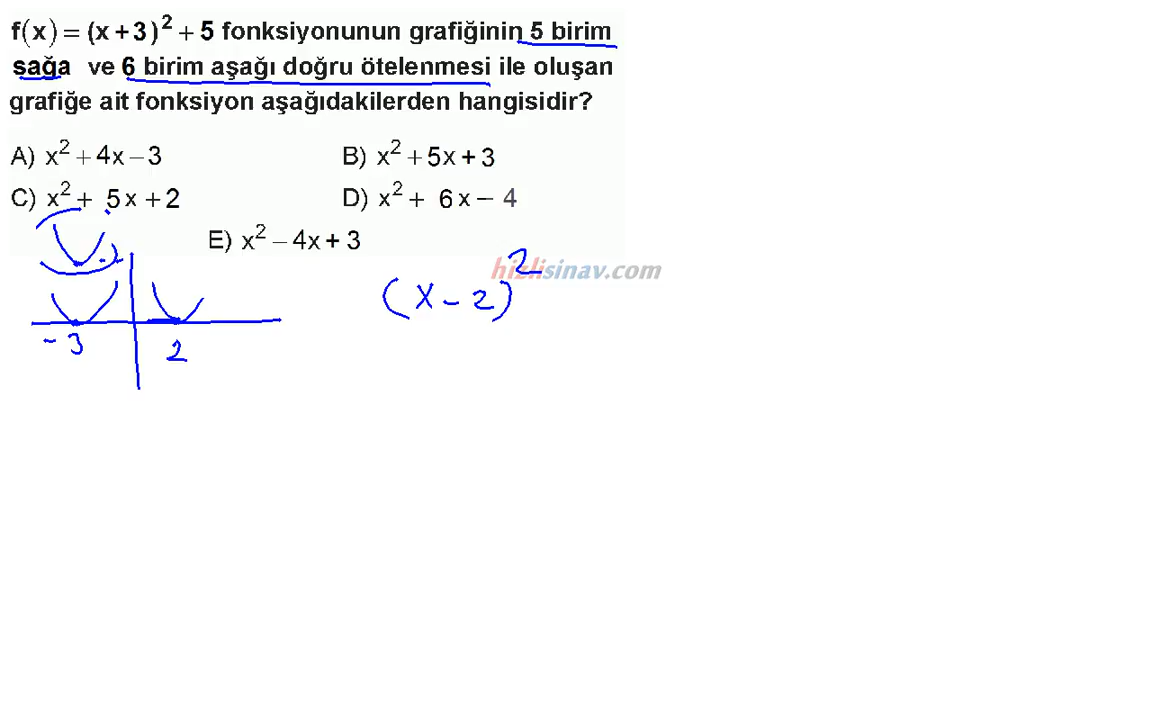 f(x) = (x+3)² + 5 fonksiyonunun grafiğinin 5 birim
sağa ve 6 birim aşağı doğru ötelenmesi ile oluşan
grafiğe ait fonksiyon aşağıdakilerden hangisidir?
A) x² + 4x − 3 B) x² + 5x + 3
C) x² + 5x + 2 D) x² + 6x − 4
E) x² − 4x + 3
hizlisinav.com
(x - 2)²
-3 2